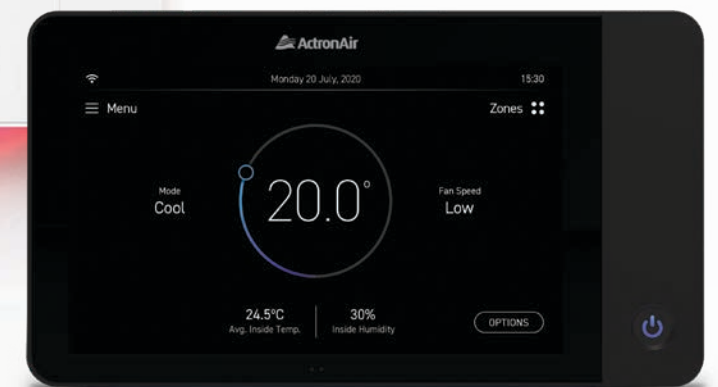 ActronAir
Monday 20 July, 2020
15:30
Menu
Zones
Mode
Cool
20.0°
Fan Speed
Low
24.5°C
Avg. Inside Temp.
30%
Inside Humidity
OPTIONS